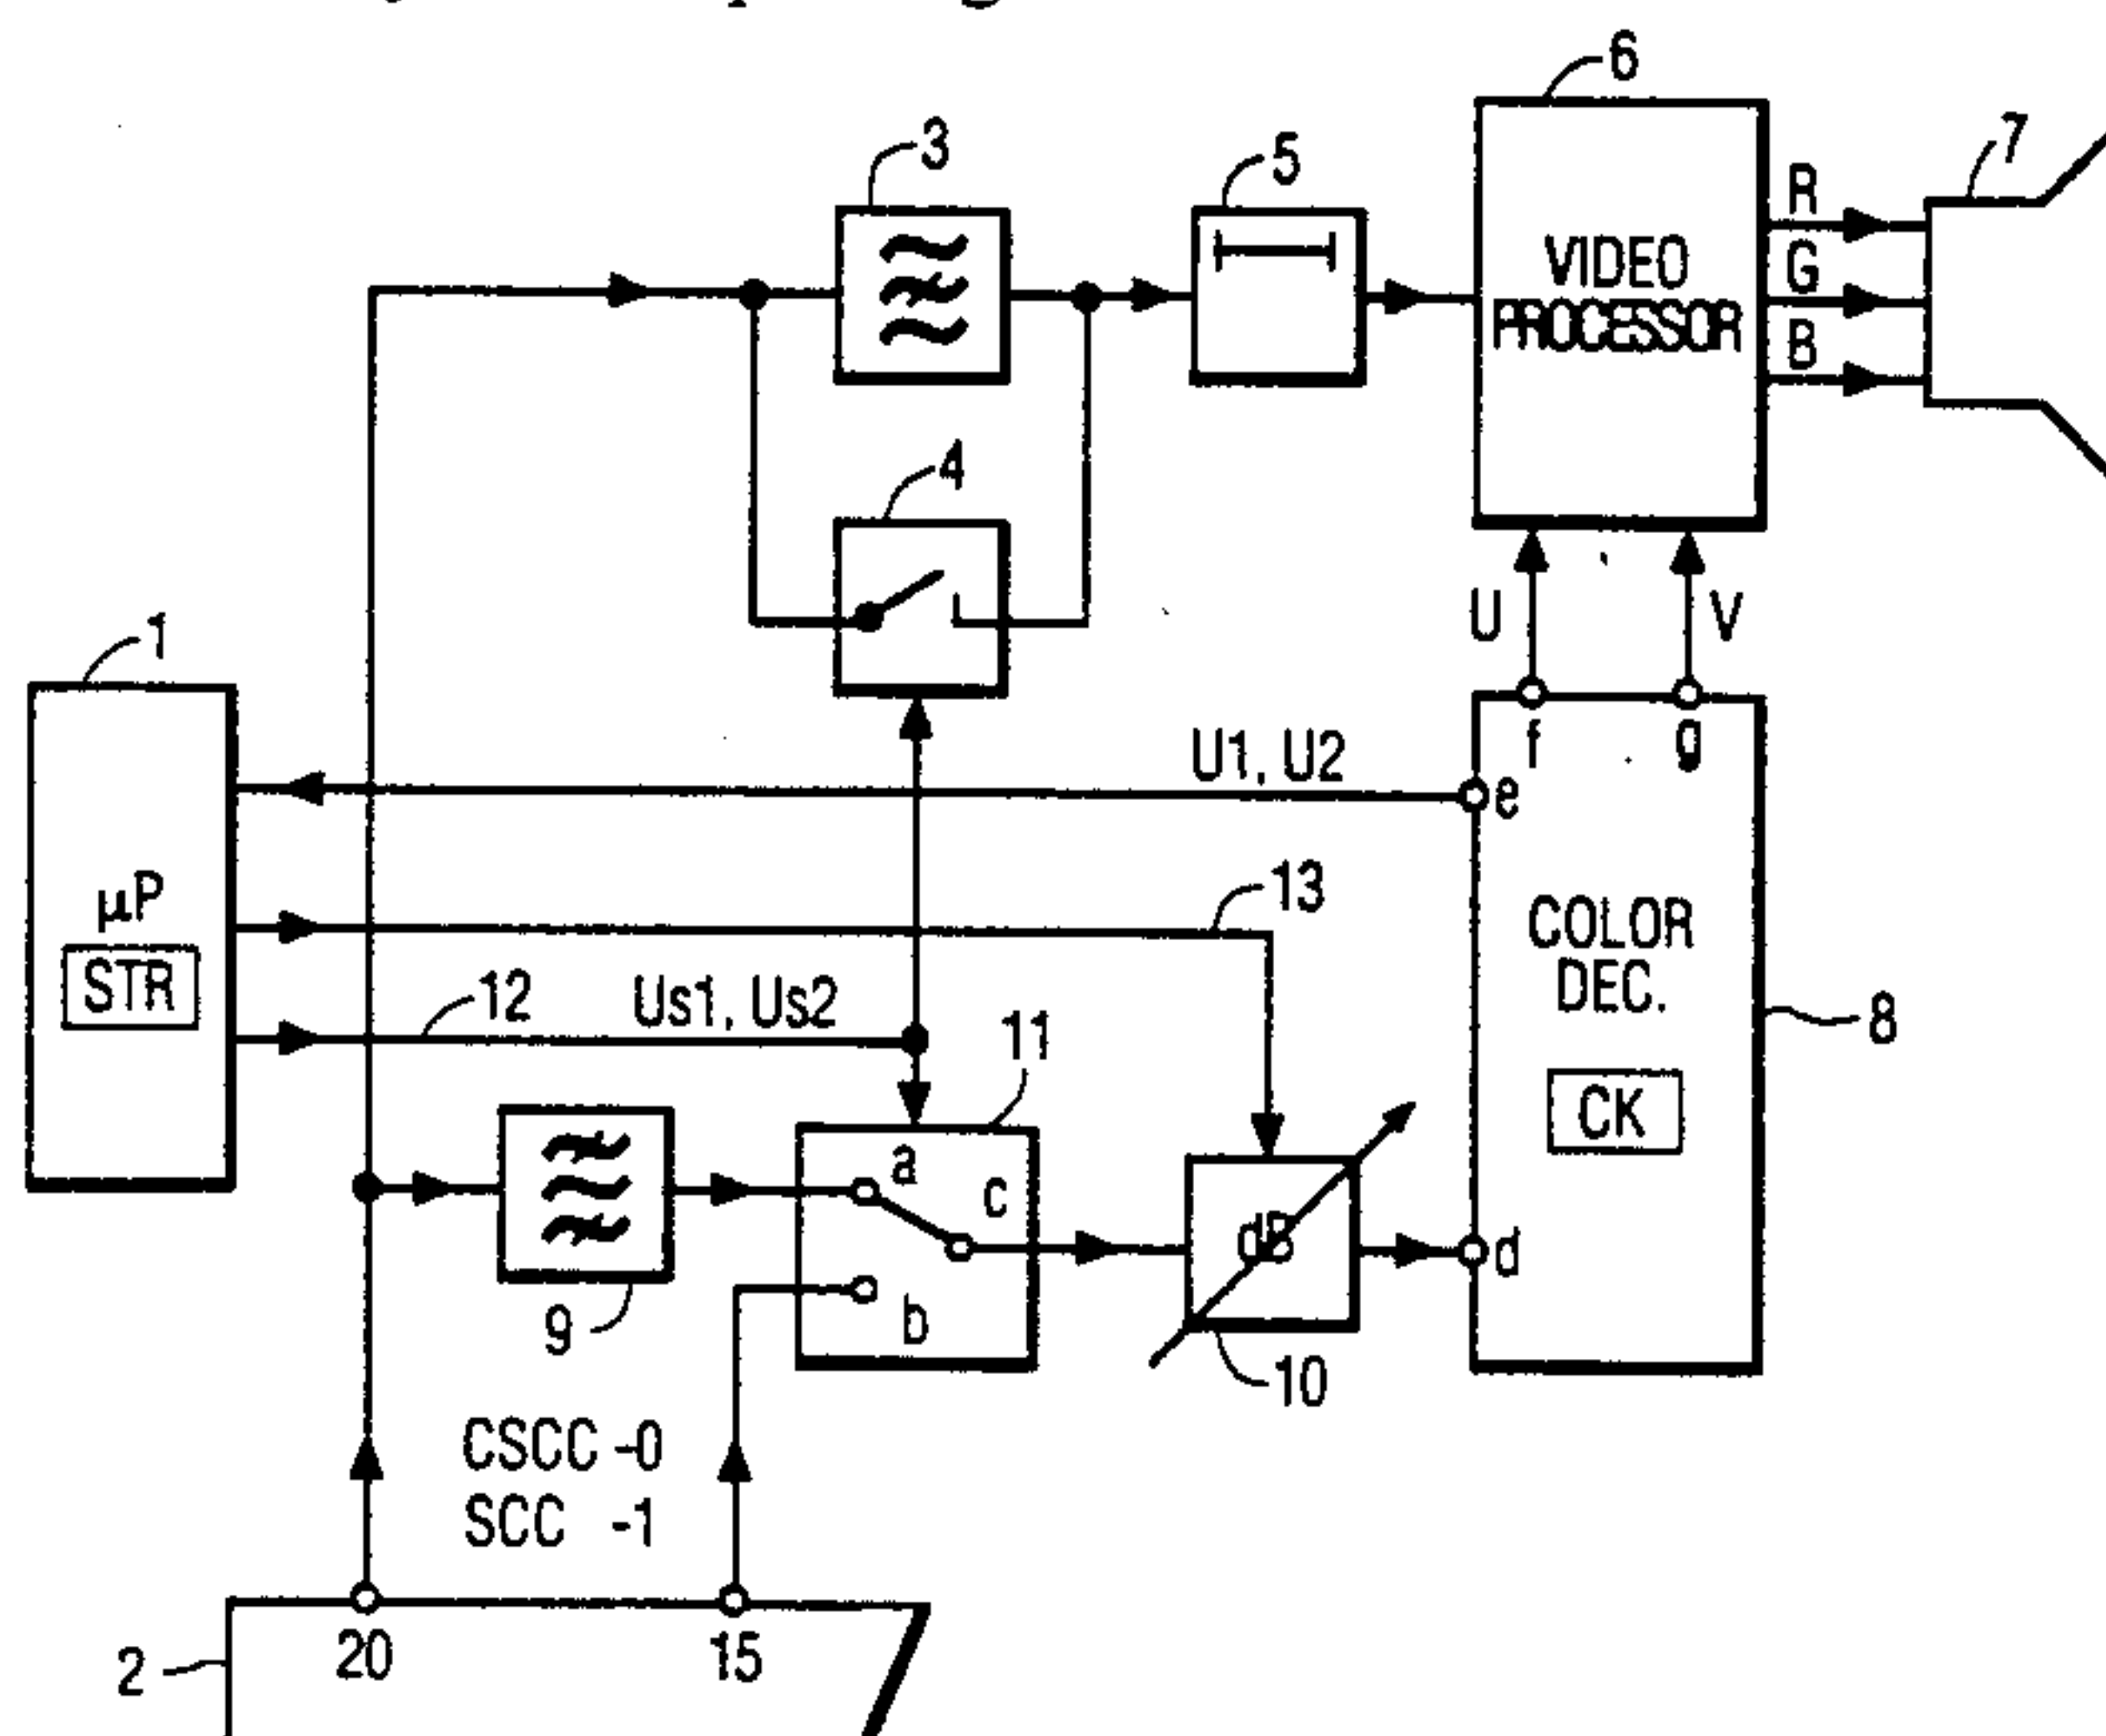 6
3
5
7
R
G
B
VIDEO
PROCESSOR
4
1
U
V
f
g
U1, U2
e
μP
STR
13
COLOR
DEC.
12
Us1, Us2
11
8
CK
a
c
dB
d
b
9
10
CSCC -0
SCC -1
20
15
2